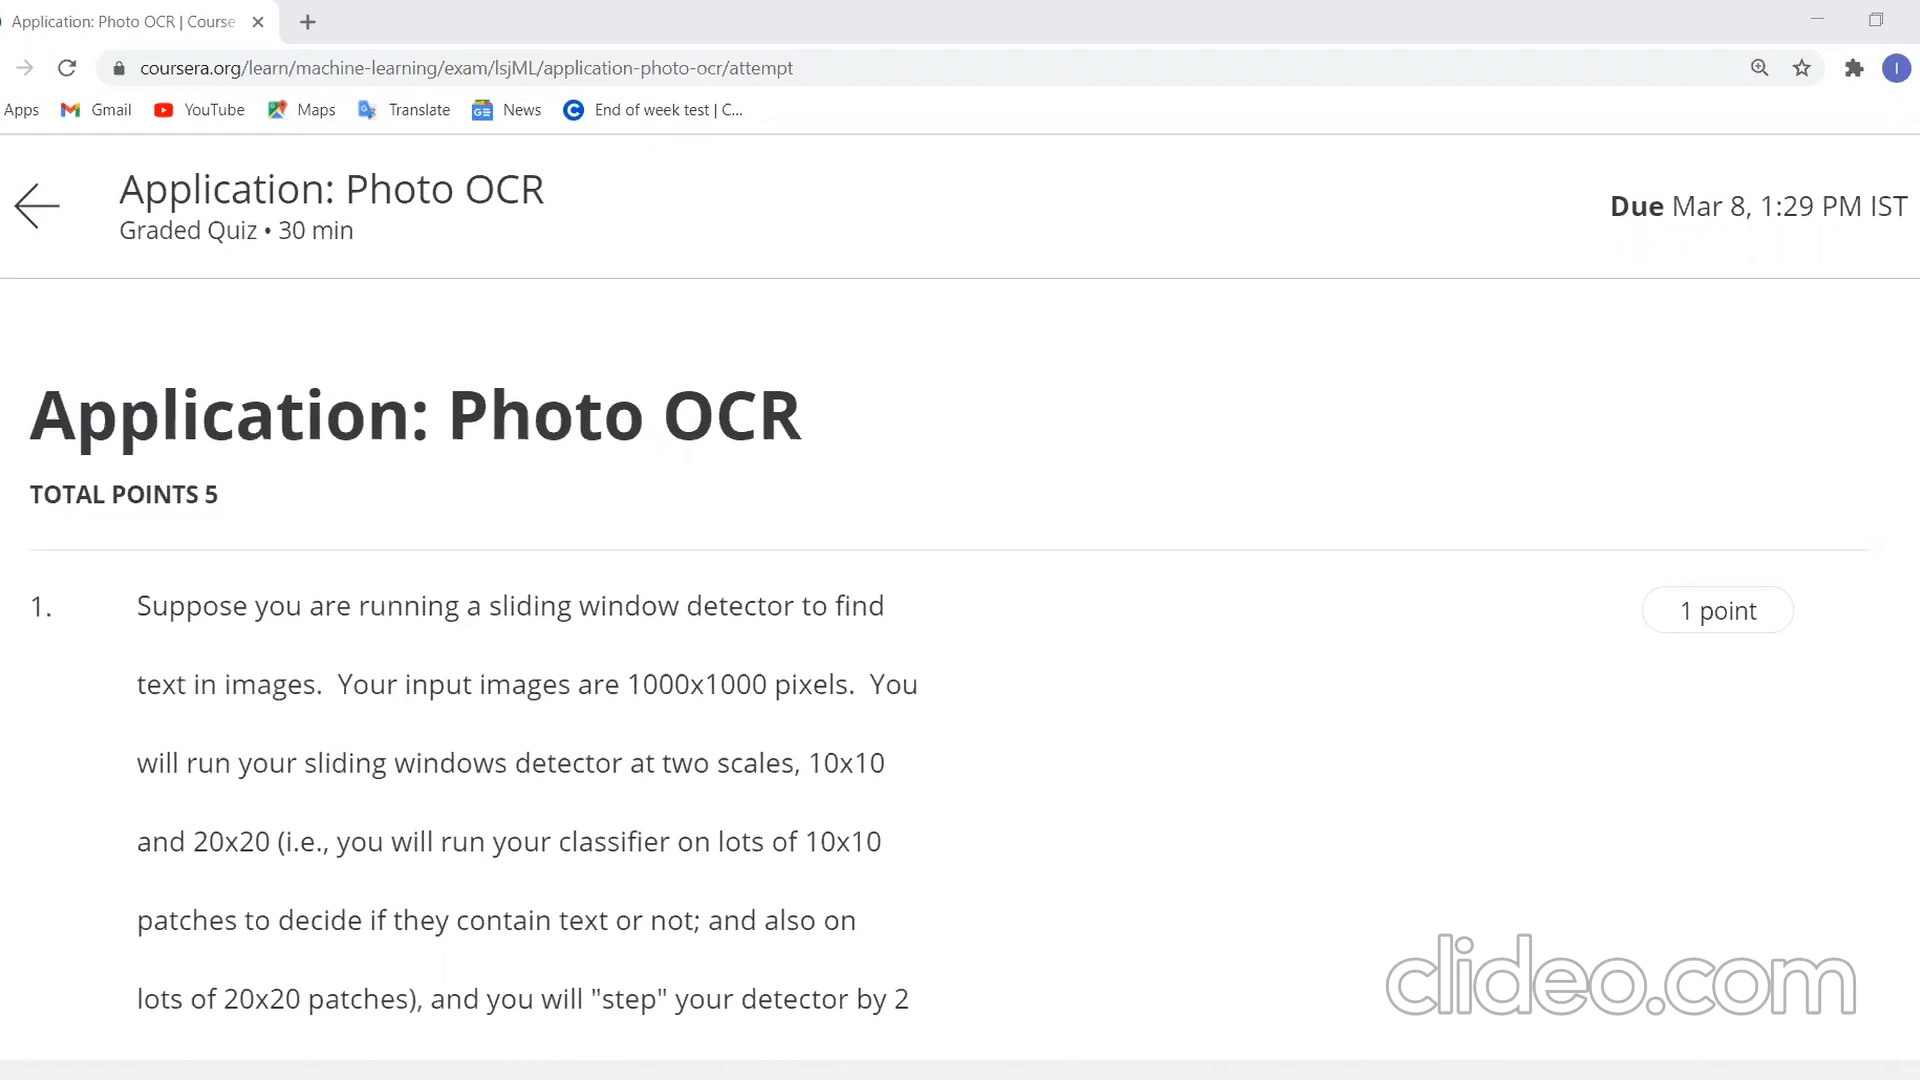 Application: Photo OCR | Course
coursera.org/learn/machine-learning/exam/lsjML/application-photo-ocr/attempt
I
Apps Gmail YouTube Maps Translate News End of week test | C...
Application: Photo OCR
Graded Quiz • 30 min
Due Mar 8, 1:29 PM IST
Application: Photo OCR
TOTAL POINTS 5
1. Suppose you are running a sliding window detector to find
1 point
text in images. Your input images are 1000x1000 pixels. You
will run your sliding windows detector at two scales, 10x10
and 20x20 (i.e., you will run your classifier on lots of 10x10
patches to decide if they contain text or not; and also on
lots of 20x20 patches), and you will "step" your detector by 2
clideo.com